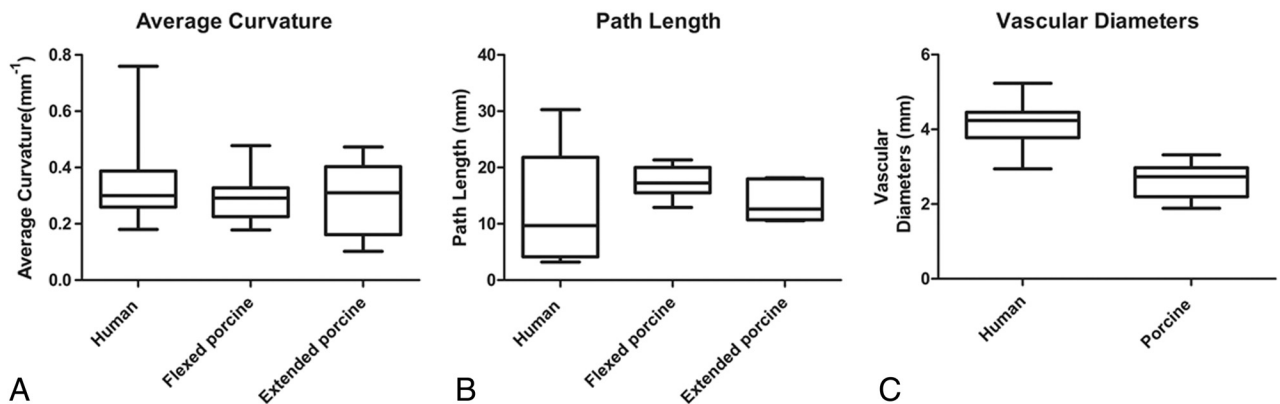 Average Curvature
Average Curvature(mm-1)
0.8
0.6
0.4
0.2
0.0
Human
Flexed porcine
Extended porcine
A
Path Length
Path Length (mm)
40
30
20
10
0
Human
Flexed porcine
Extended porcine
B
Vascular Diameters
Vascular
Diameters (mm)
6
4
2
0
Human
Porcine
C